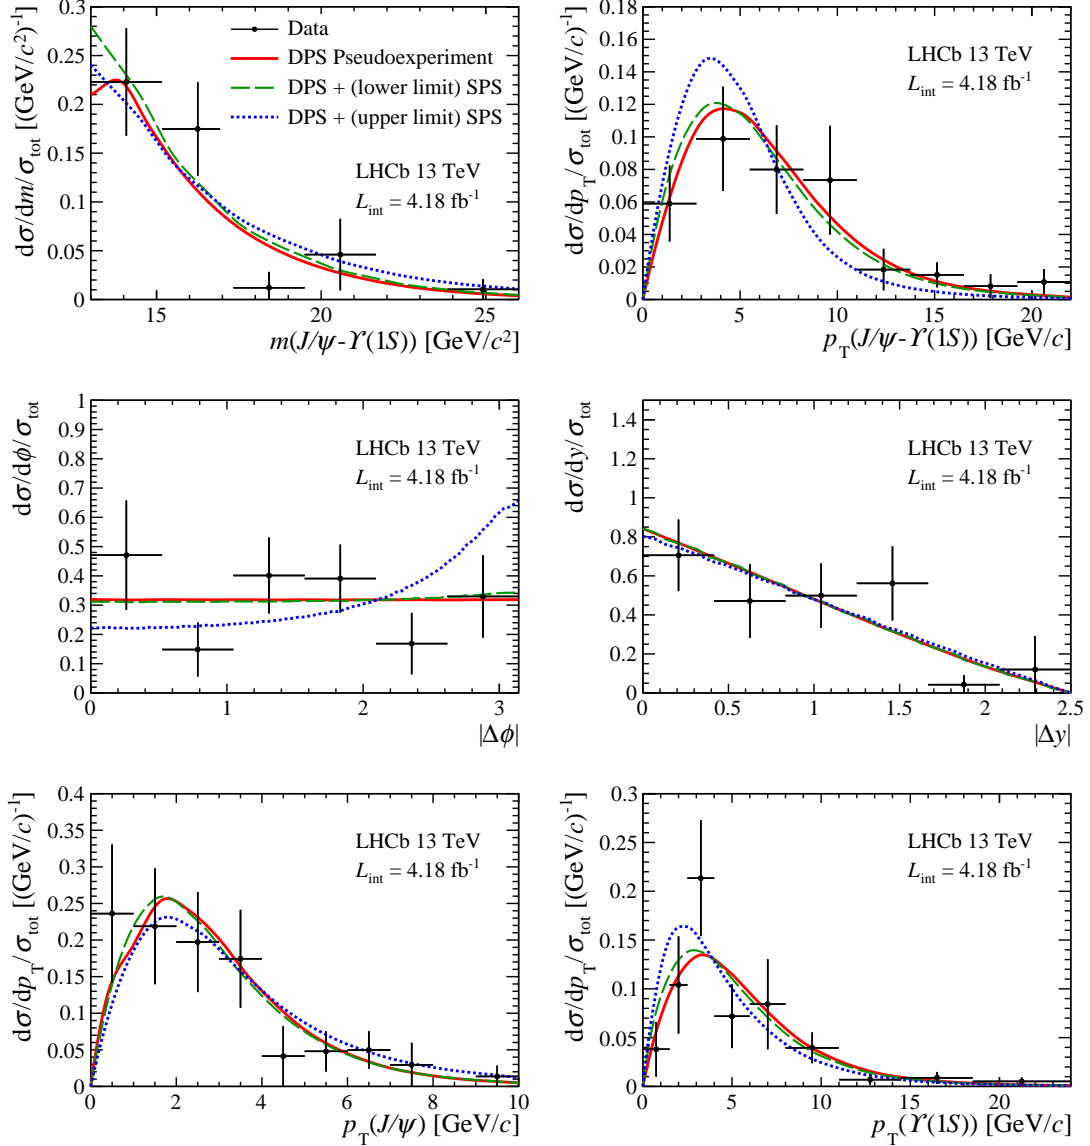 dσ/dm/σ_tot [(GeV/c²)⁻¹]
0.3
0.25
0.2
0.15
0.1
0.05
0
Data
DPS Pseudoexperiment
DPS + (lower limit) SPS
DPS + (upper limit) SPS
LHCb 13 TeV
L_int = 4.18 fb⁻¹
15 20 25
m(J/ψ-ϒ(1S)) [GeV/c²]
dσ/dp_T/σ_tot [(GeV/c)⁻¹]
0.18
0.16
0.14
0.12
0.1
0.08
0.06
0.04
0.02
0
LHCb 13 TeV
L_int = 4.18 fb⁻¹
0 5 10 15 20
p_T(J/ψ-ϒ(1S)) [GeV/c]
dσ/dϕ/σ_tot
1
0.9
0.8
0.7
0.6
0.5
0.4
0.3
0.2
0.1
0
LHCb 13 TeV
L_int = 4.18 fb⁻¹
0 1 2 3
|Δϕ|
dσ/dy/σ_tot
1.4
1.2
1
0.8
0.6
0.4
0.2
0
LHCb 13 TeV
L_int = 4.18 fb⁻¹
0 0.5 1 1.5 2 2.5
|Δy|
dσ/dp_T/σ_tot [(GeV/c)⁻¹]
0.4
0.35
0.3
0.25
0.2
0.15
0.1
0.05
0
LHCb 13 TeV
L_int = 4.18 fb⁻¹
0 2 4 6 8 10
p_T(J/ψ) [GeV/c]
dσ/dp_T/σ_tot [(GeV/c)⁻¹]
0.3
0.25
0.2
0.15
0.1
0.05
0
LHCb 13 TeV
L_int = 4.18 fb⁻¹
0 5 10 15 20
p_T(ϒ(1S)) [GeV/c]